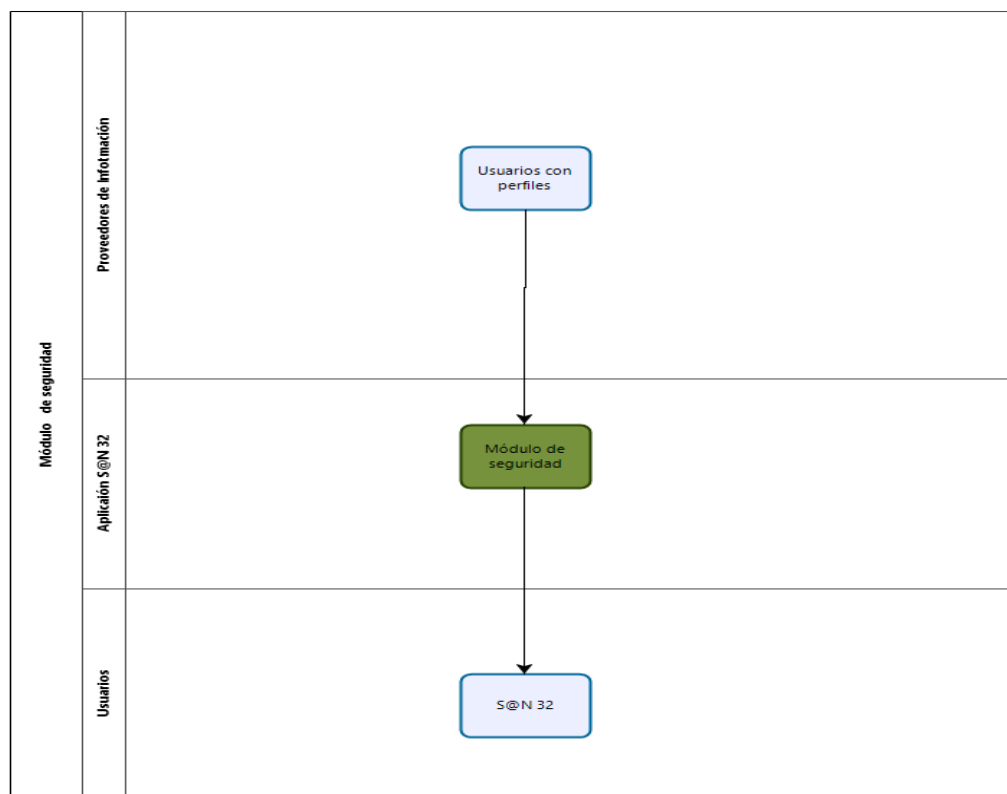 Módulo de seguridad
Proveedores de Infotmación
Usuarios con
perfiles
Aplicaión S@N 32
Módulo de
seguridad
Usuarios
S@N 32